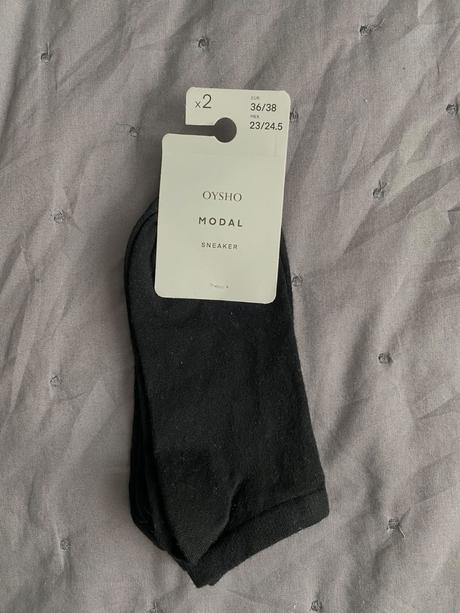 x2
EUR
36/38
MEX
23/24.5
OYSHO
MODAL
SNEAKER